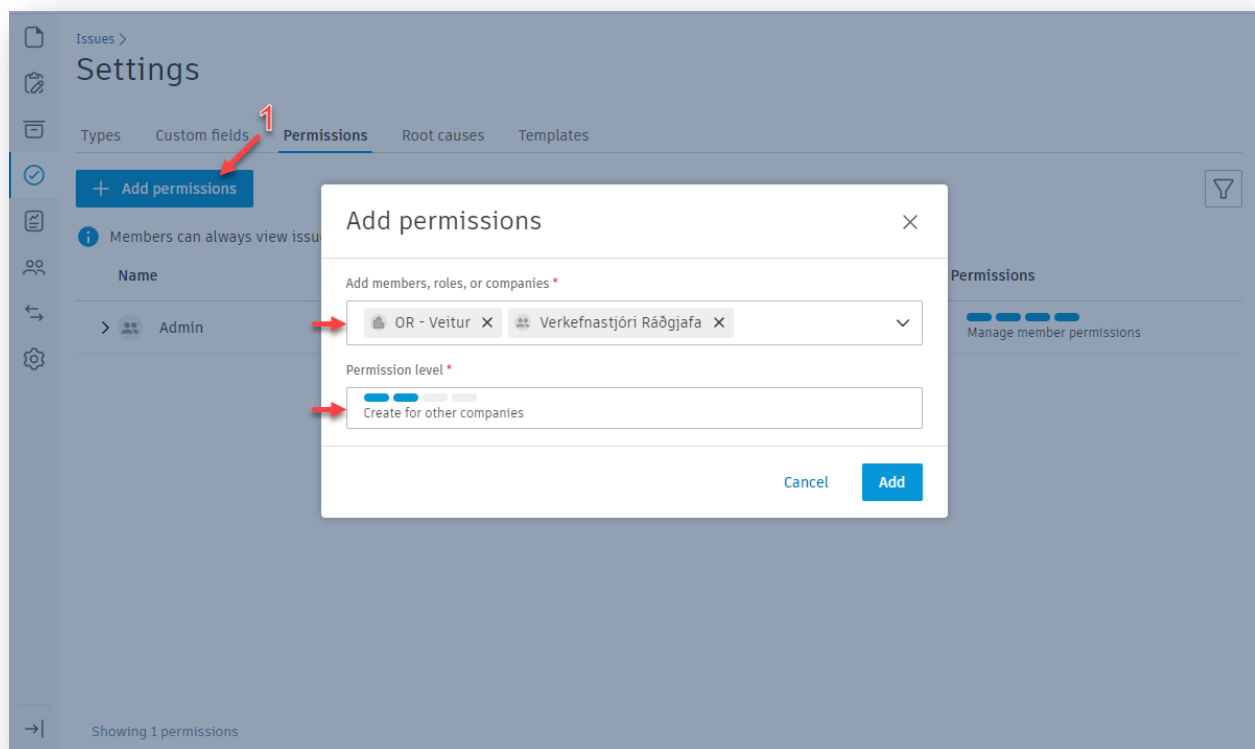 Issues >
Settings
1
Types Custom fields Permissions Root causes Templates
+ Add permissions
Members can always view issu
Name Permissions
Admin Manage member permissions
Add permissions
Add members, roles, or companies *
OR - Veitur Verkefnastjóri Ráðgjafa
Permission level *
Create for other companies
Cancel Add
Showing 1 permissions